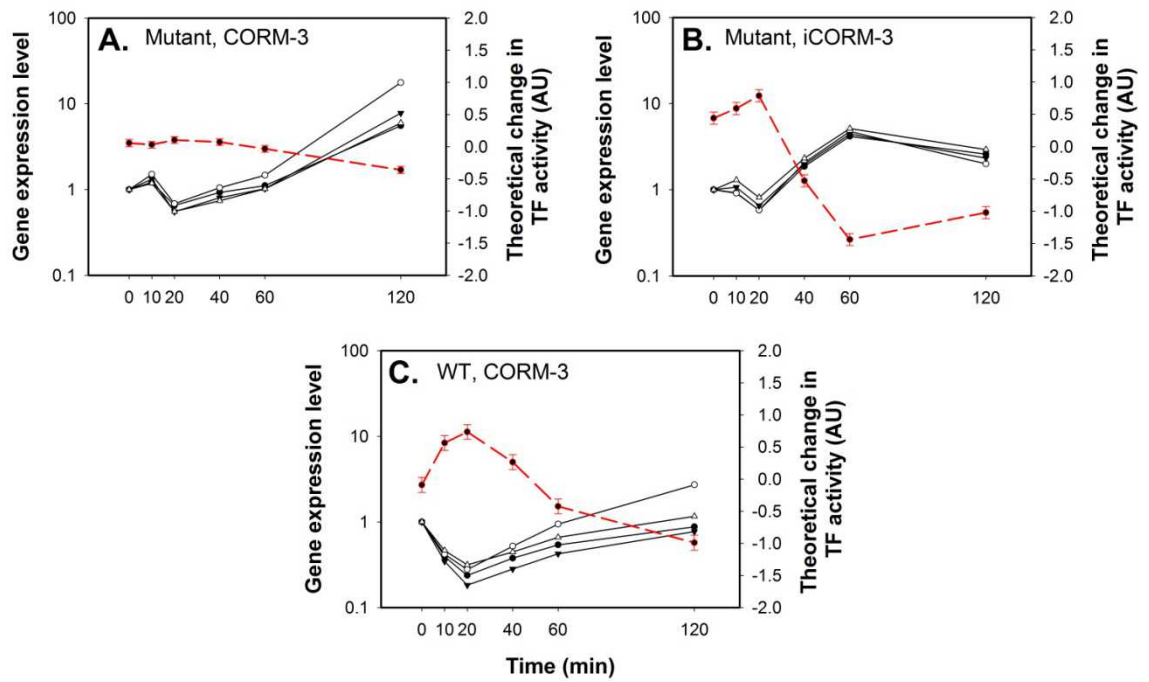 A. Mutant, CORM-3
Gene expression level
100
10
1
0.1
2.0
1.5
1.0
0.5
0.0
-0.5
-1.0
-1.5
-2.0
Theoretical change in
TF activity (AU)
0 10 20 40 60 120
B. Mutant, iCORM-3
Gene expression level
100
10
1
0.1
2.0
1.5
1.0
0.5
0.0
-0.5
-1.0
-1.5
-2.0
Theoretical change in
TF activity (AU)
0 10 20 40 60 120
C. WT, CORM-3
Gene expression level
100
10
1
0.1
2.0
1.5
1.0
0.5
0.0
-0.5
-1.0
-1.5
-2.0
Theoretical change in
TF activity (AU)
0 10 20 40 60 120
Time (min)